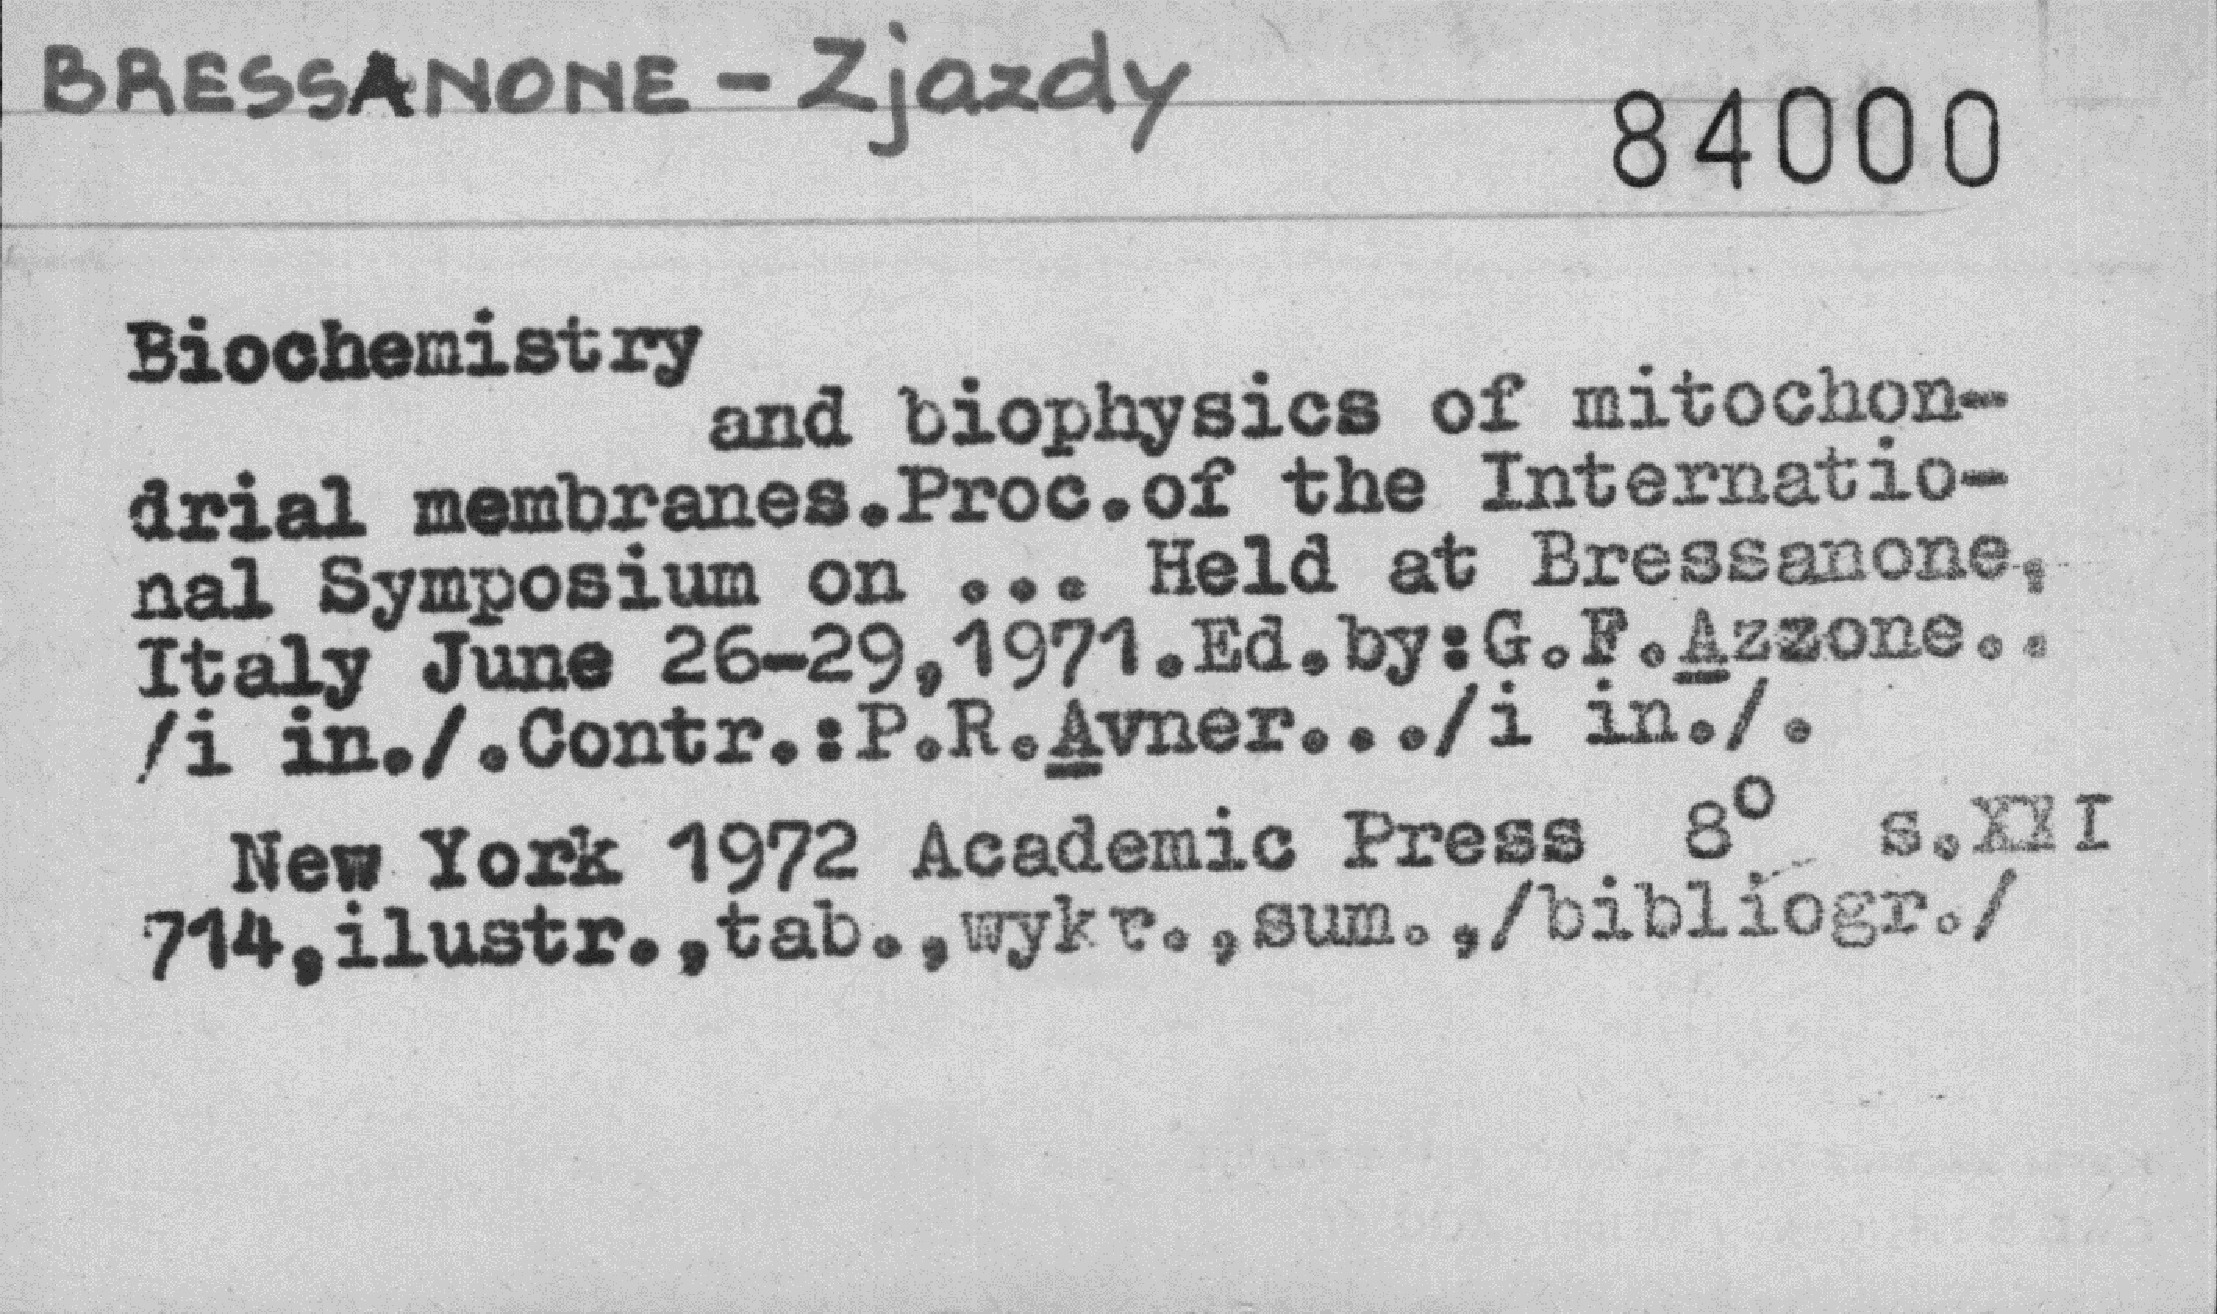 BRESSANONE - Zjazdy
84000
Biochemistry
and biophysics of mitochon-
drial membranes.Proc.of the Internatio-
nal Symposium on ... Held at Bressanone,
Italy June 26-29,1971.Ed.by:G.F.Azzone..
/i in./.Contr.:P.R.Avner.../i in./.
New York 1972 Academic Press 8° s.XXI
714,ilustr.,tab.,wykr.,sum.,/bibliogr./